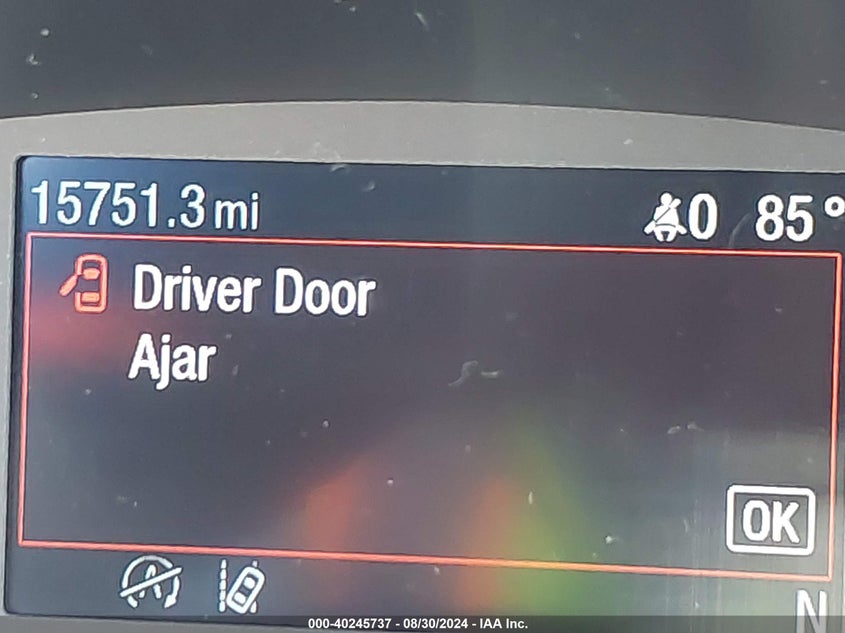 15751.3 mi 0 85°
Driver Door
Ajar
OK
N
000-40245737 - 08/30/2024 - IAA Inc.